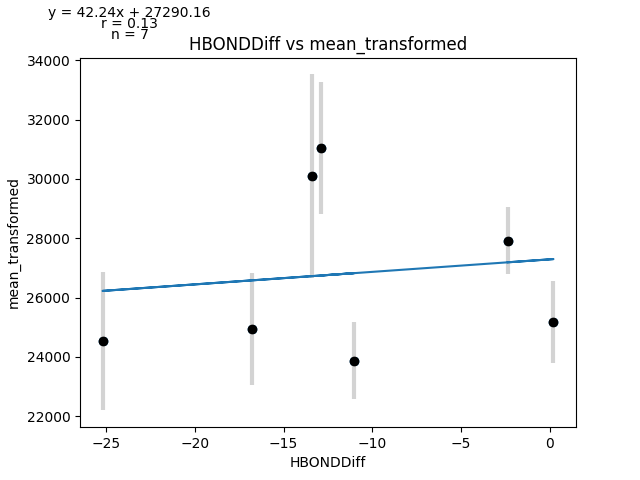 y = 42.24x + 27290.16
r = 0.13
n = 7
HBONDDiff vs mean_transformed
34000
32000
30000
28000
26000
24000
22000
mean_transformed
−25
−20
−15
−10
−5
0
HBONDDiff